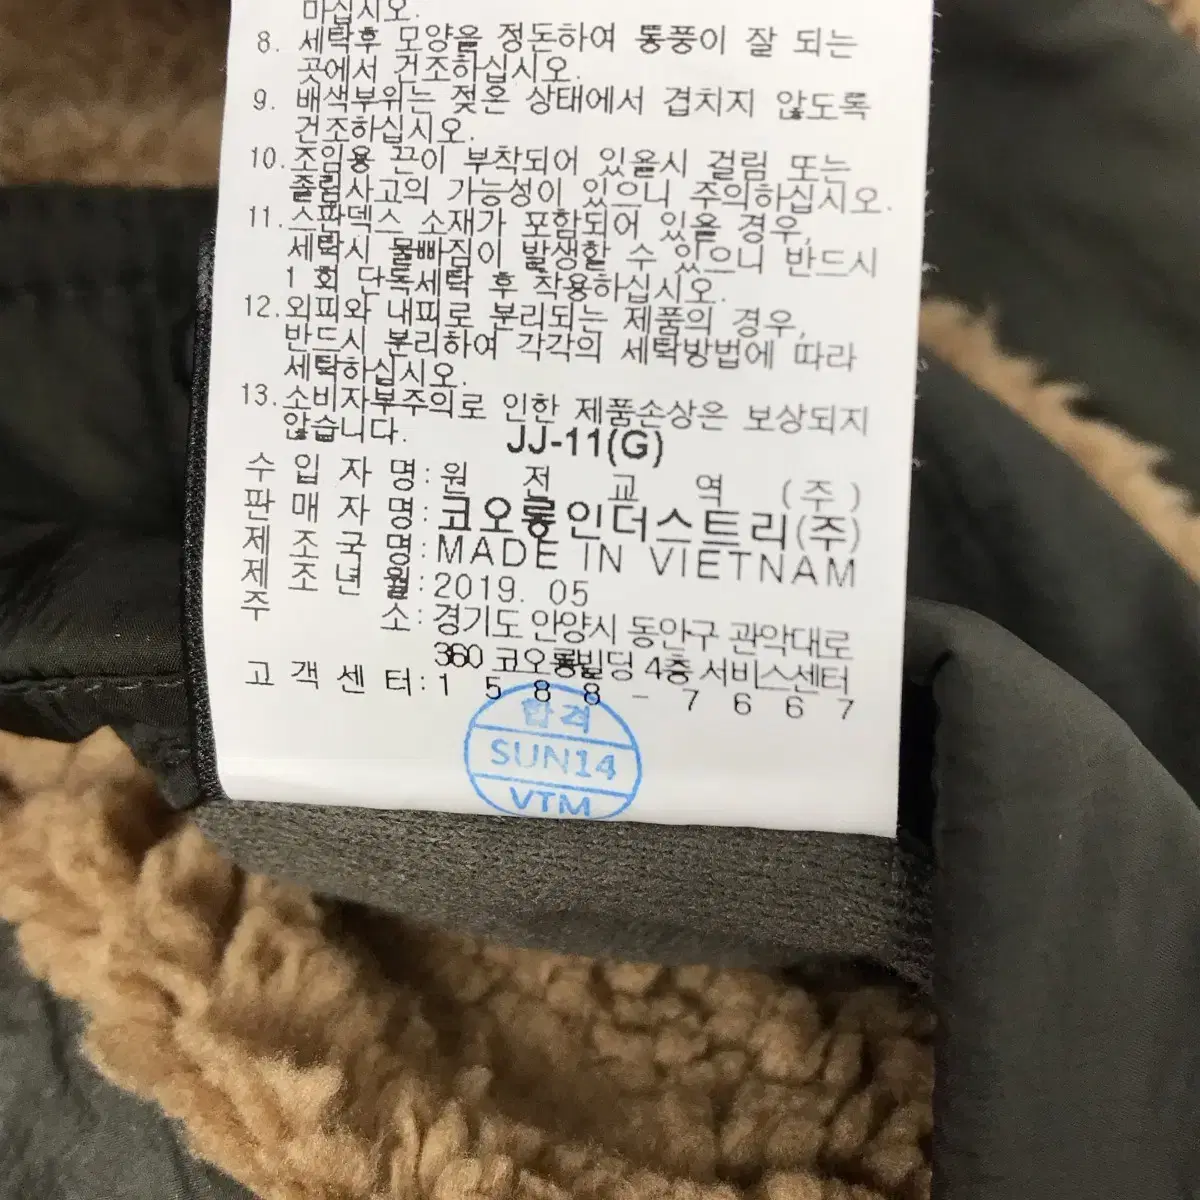 마십시오.
8. 세탁후 모양을 정돈하여 통풍이 잘 되는
곳에서 건조하십시오.
9. 배색부위는 젖은 상태에서 겹치지 않도록
건조하십시오.
10. 조임용 끈이 부착되어 있을시 걸림 또는
졸림사고의 가능성이 있으니 주의하십시오.
11. 스판덱스 소재가 포함되어 있을 경우,
세탁시 물빠짐이 발생할 수 있으니 반드시
1 회 단독세탁 후 착용하십시오.
12. 외피와 내피로 분리되는 제품의 경우,
반드시 분리하여 각각의 세탁방법에 따라
세탁하십시오.
13. 소비자부주의로 인한 제품손상은 보상되지
않습니다.
JJ-11(G)
수 입 자 명 : 원 전 교 역 (주)
판 매 자 명 : 코오롱인더스트리(주)
제 조 국 명 : MADE IN VIETNAM
제 조 년 월 : 2019. 05
주 소 : 경기도 안양시 동안구 관악대로
360 코오롱빌딩 4층 서비스센터
고 객 센 터 : 1 5 8 8 - 7 6 6 7
합격
SUN14
VTM